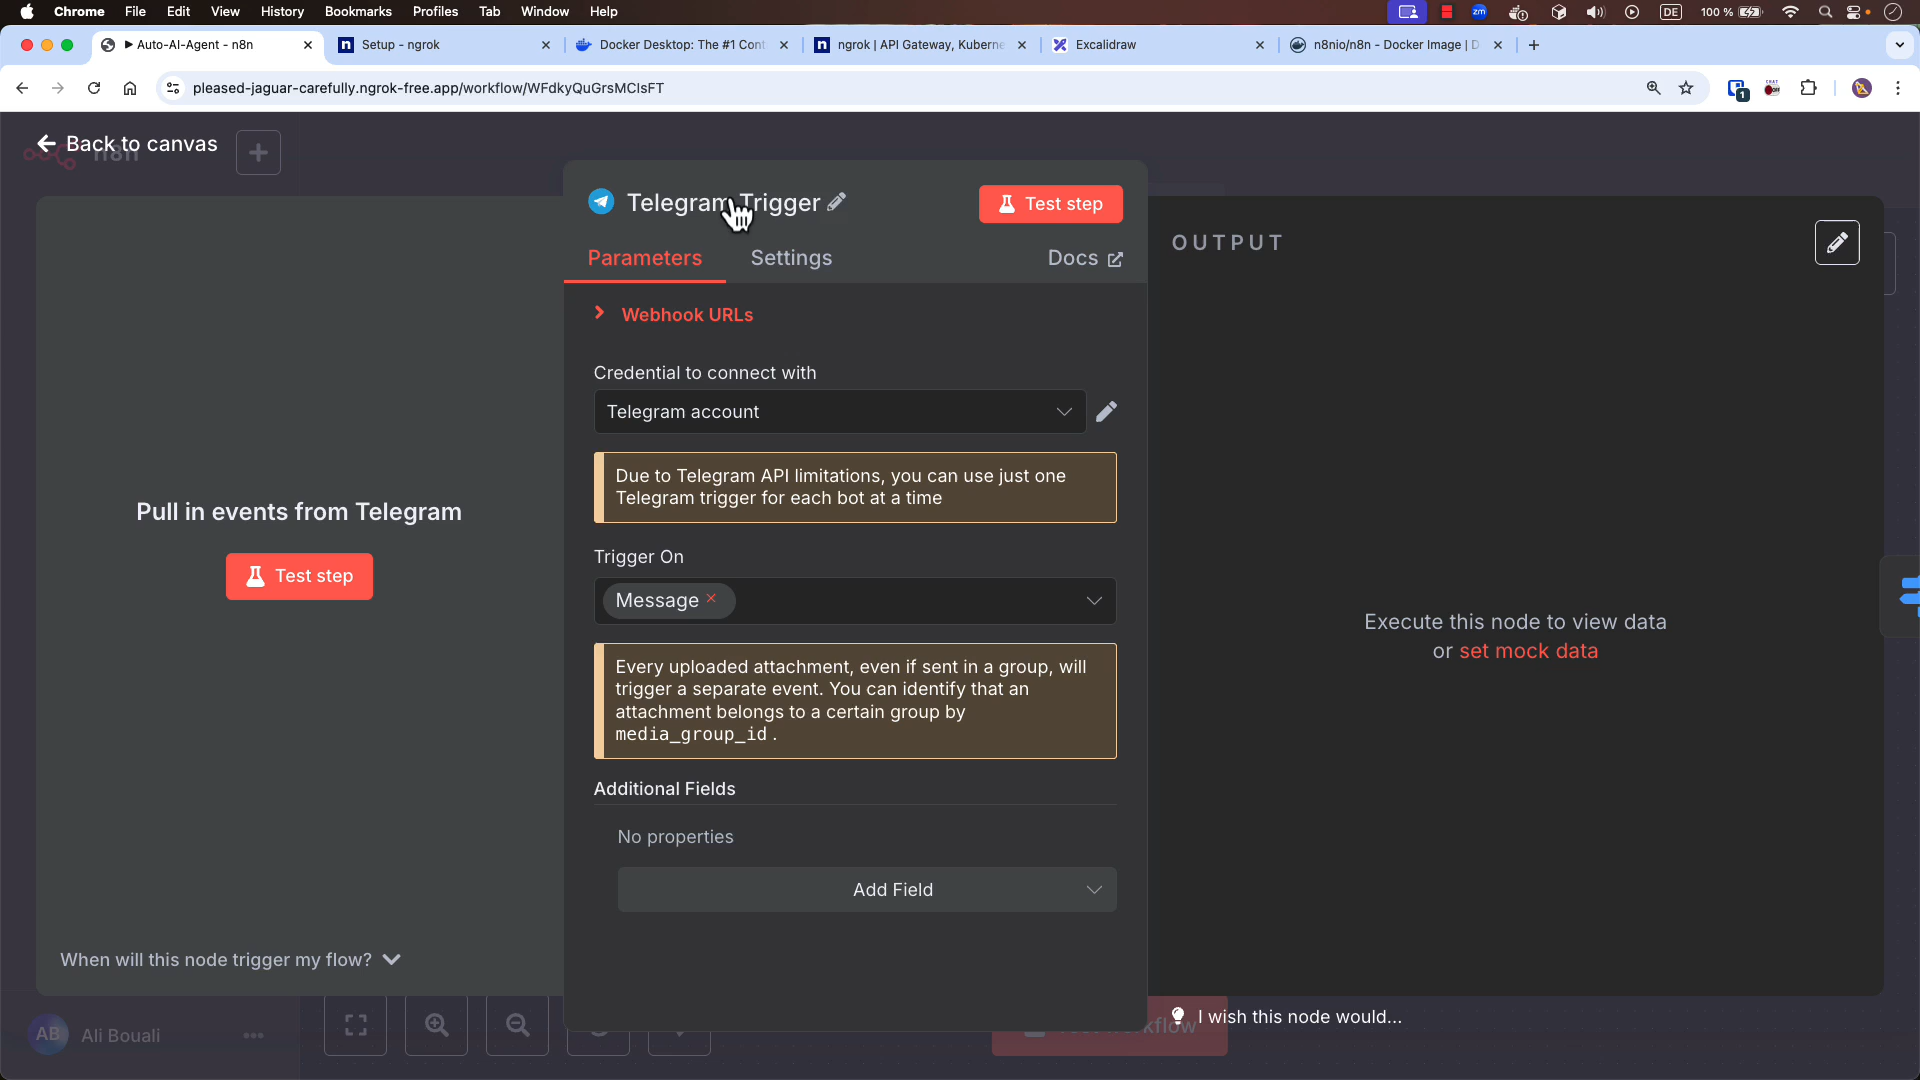 Chrome File Edit View History Bookmarks Profiles Tab Window Help
zm DE 100 %
Auto-AI-Agent - n8n
Setup - ngrok
Docker Desktop: The #1 Cont
ngrok | API Gateway, Kuberne
Excalidraw
n8nio/n8n - Docker Image | D
pleased-jaguar-carefully.ngrok-free.app/workflow/WFdkyQuGrsMClsFT
1
Back to canvas
n8n
Telegram Trigger
Test step
Parameters
Settings
Docs
OUTPUT
Webhook URLs
Credential to connect with
Telegram account
Due to Telegram API limitations, you can use just one
Telegram trigger for each bot at a time
Pull in events from Telegram
Test step
Trigger On
Message
Every uploaded attachment, even if sent in a group, will
trigger a separate event. You can identify that an
attachment belongs to a certain group by
media_group_id.
Execute this node to view data
or set mock data
Additional Fields
No properties
Add Field
When will this node trigger my flow?
AB
Ali Bouali
I wish this node would...